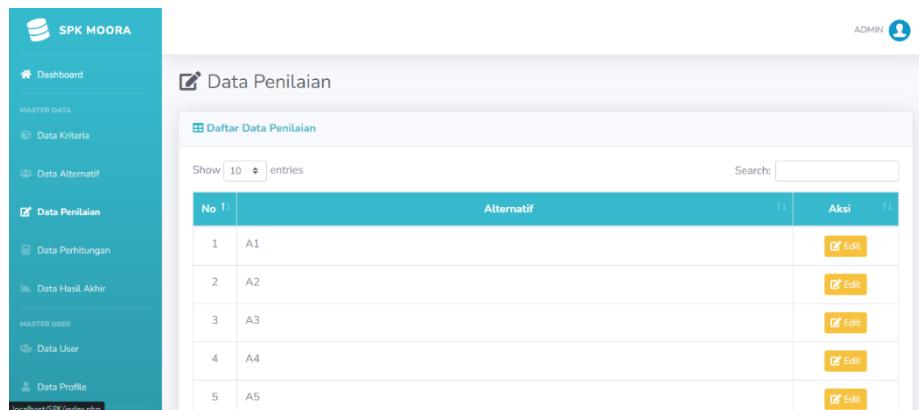 SPK MOORA
ADMIN
Dashboard
MASTER DATA
Data Kriteria
Data Alternatif
Data Penilaian
Data Perhitungan
Data Hasil Akhir
MASTER USER
Data User
Data Profile
localhost/SPK/index.php
Data Penilaian
Daftar Data Penilaian
Show 10 entries Search:
No Alternatif Aksi
1 A1 Edit
2 A2 Edit
3 A3 Edit
4 A4 Edit
5 A5 Edit